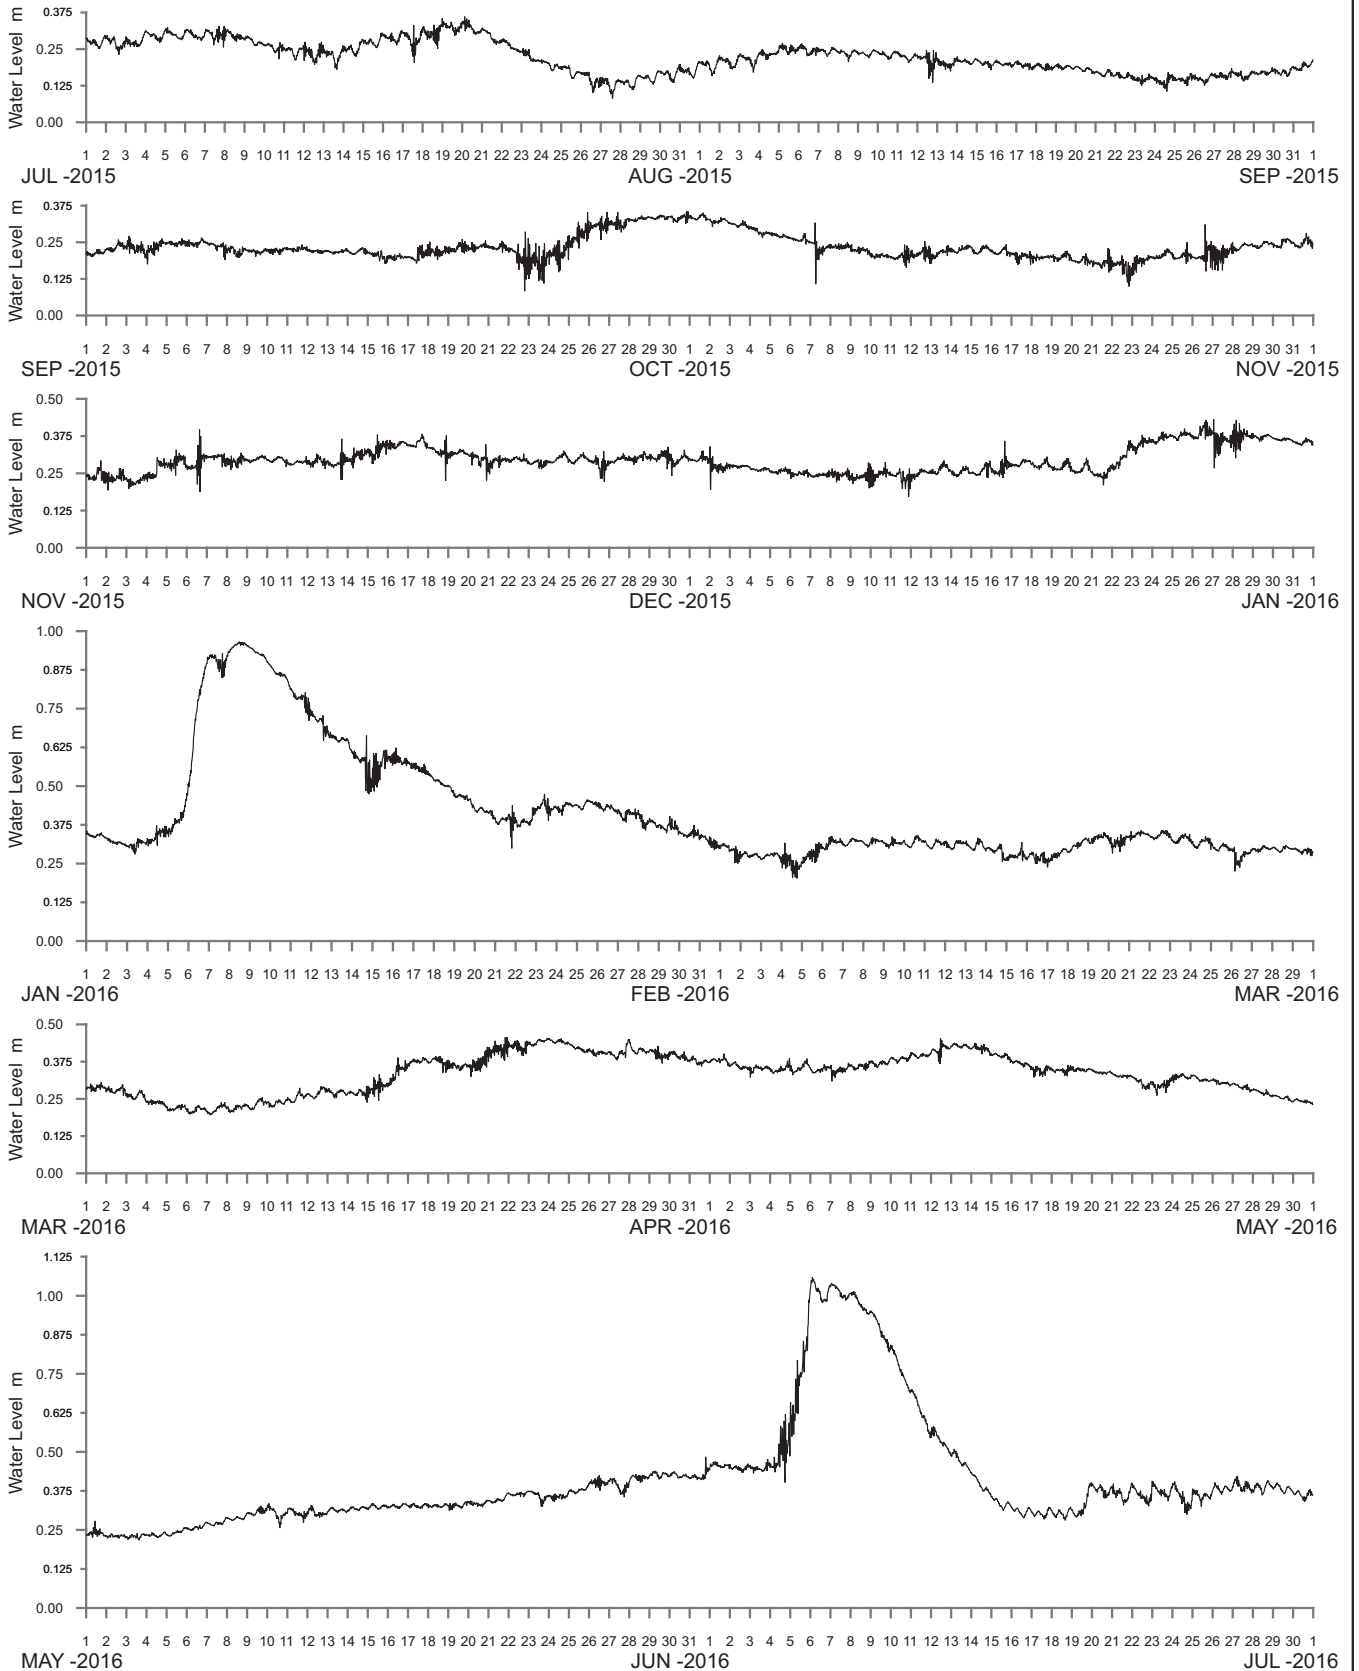 0.375
0.25
0.125
0.00
Water Level m
1 2 3 4 5 6 7 8 9 10 11 12 13 14 15 16 17 18 19 20 21 22 23 24 25 26 27 28 29 30 31 1 2 3 4 5 6 7 8 9 10 11 12 13 14 15 16 17 18 19 20 21 22 23 24 25 26 27 28 29 30 31 1
JUL -2015 AUG -2015 SEP -2015
0.375
0.25
0.125
0.00
Water Level m
1 2 3 4 5 6 7 8 9 10 11 12 13 14 15 16 17 18 19 20 21 22 23 24 25 26 27 28 29 30 1 2 3 4 5 6 7 8 9 10 11 12 13 14 15 16 17 18 19 20 21 22 23 24 25 26 27 28 29 30 31 1
SEP -2015 OCT -2015 NOV -2015
0.50
0.375
0.25
0.125
0.00
Water Level m
1 2 3 4 5 6 7 8 9 10 11 12 13 14 15 16 17 18 19 20 21 22 23 24 25 26 27 28 29 30 1 2 3 4 5 6 7 8 9 10 11 12 13 14 15 16 17 18 19 20 21 22 23 24 25 26 27 28 29 30 31 1
NOV -2015 DEC -2015 JAN -2016
1.00
0.875
0.75
0.625
0.50
0.375
0.25
0.125
0.00
Water Level m
1 2 3 4 5 6 7 8 9 10 11 12 13 14 15 16 17 18 19 20 21 22 23 24 25 26 27 28 29 30 31 1 2 3 4 5 6 7 8 9 10 11 12 13 14 15 16 17 18 19 20 21 22 23 24 25 26 27 28 29 1
JAN -2016 FEB -2016 MAR -2016
0.50
0.375
0.25
0.125
0.00
Water Level m
1 2 3 4 5 6 7 8 9 10 11 12 13 14 15 16 17 18 19 20 21 22 23 24 25 26 27 28 29 30 31 1 2 3 4 5 6 7 8 9 10 11 12 13 14 15 16 17 18 19 20 21 22 23 24 25 26 27 28 29 30 1
MAR -2016 APR -2016 MAY -2016
1.125
1.00
0.875
0.75
0.625
0.50
0.375
0.25
0.125
0.00
Water Level m
1 2 3 4 5 6 7 8 9 10 11 12 13 14 15 16 17 18 19 20 21 22 23 24 25 26 27 28 29 30 31 1 2 3 4 5 6 7 8 9 10 11 12 13 14 15 16 17 18 19 20 21 22 23 24 25 26 27 28 29 30 1
MAY -2016 JUN -2016 JUL -2016